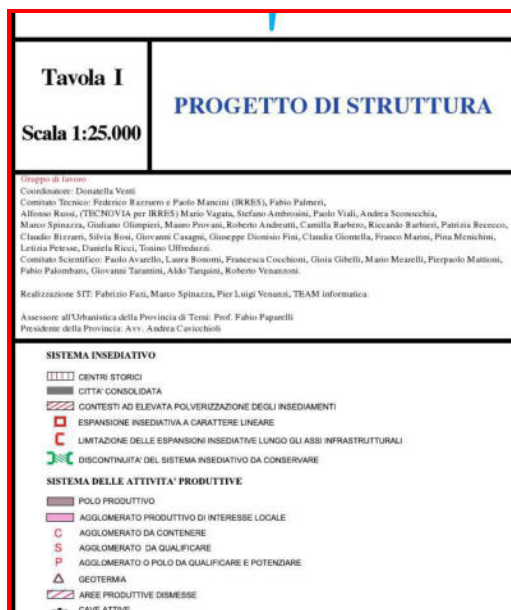 Tavola I
Scala 1:25.000
PROGETTO DI STRUTTURA
Gruppo di lavoro
Coordinatore: Donatella Venti
Comitato Tecnico: Federico Bazzurro e Paolo Mancini (IRRES), Fabio Palmeri,
Alfonso Russi, (TECNOVIA per IRRES) Mario Vagata, Stefano Ambrosini, Paolo Viali, Andrea Sconocchia,
Marco Spinazza, Giuliano Olimpieri, Mauro Provani, Roberto Andreutti, Camilla Barbero, Riccardo Barbieri, Patrizia Bececco,
Claudio Bizzarri, Silvia Bosi, Giovanni Casagni, Giuseppe Dionisio Fini, Claudia Giontella, Franco Marini, Pina Menichini,
Letizia Petesse, Daniela Ricci, Tonino Uffreduzzi.
Comitato Scientifico: Paolo Avarello, Laura Bonomi, Francesca Cocchioni, Gioia Gibelli, Mario Mearelli, Pierpaolo Mattioni,
Fabio Palombaro, Giovanni Tarantini, Aldo Tarquini, Roberto Venanzoni.
Realizzazione SIT: Fabrizio Fazi, Marco Spinazza, Pier Luigi Venanzi, TEAM informatica
Assessore all'Urbanistica della Provincia di Terni: Prof. Fabio Paparelli
Presidente della Provincia: Avv. Andrea Cavicchioli
SISTEMA INSEDIATIVO
CENTRI STORICI
CITTA' CONSOLIDATA
CONTESTI AD ELEVATA POLVERIZZAZIONE DEGLI INSEDIAMENTI
ESPANSIONE INSEDIATIVA A CARATTERE LINEARE
LIMITAZIONE DELLE ESPANSIONI INSEDIATIVE LUNGO GLI ASSI INFRASTRUTTURALI
DISCONTINUITA' DEL SISTEMA INSEDIATIVO DA CONSERVARE
SISTEMA DELLE ATTIVITA' PRODUTTIVE
POLO PRODUTTIVO
AGGLOMERATO PRODUTTIVO DI INTERESSE LOCALE
C AGGLOMERATO DA CONTENERE
S AGGLOMERATO DA QUALIFICARE
P AGGLOMERATO O POLO DA QUALIFICARE E POTENZIARE
GEOTERMIA
AREE PRODUTTIVE DISMESSE
CAVE ATTIVE